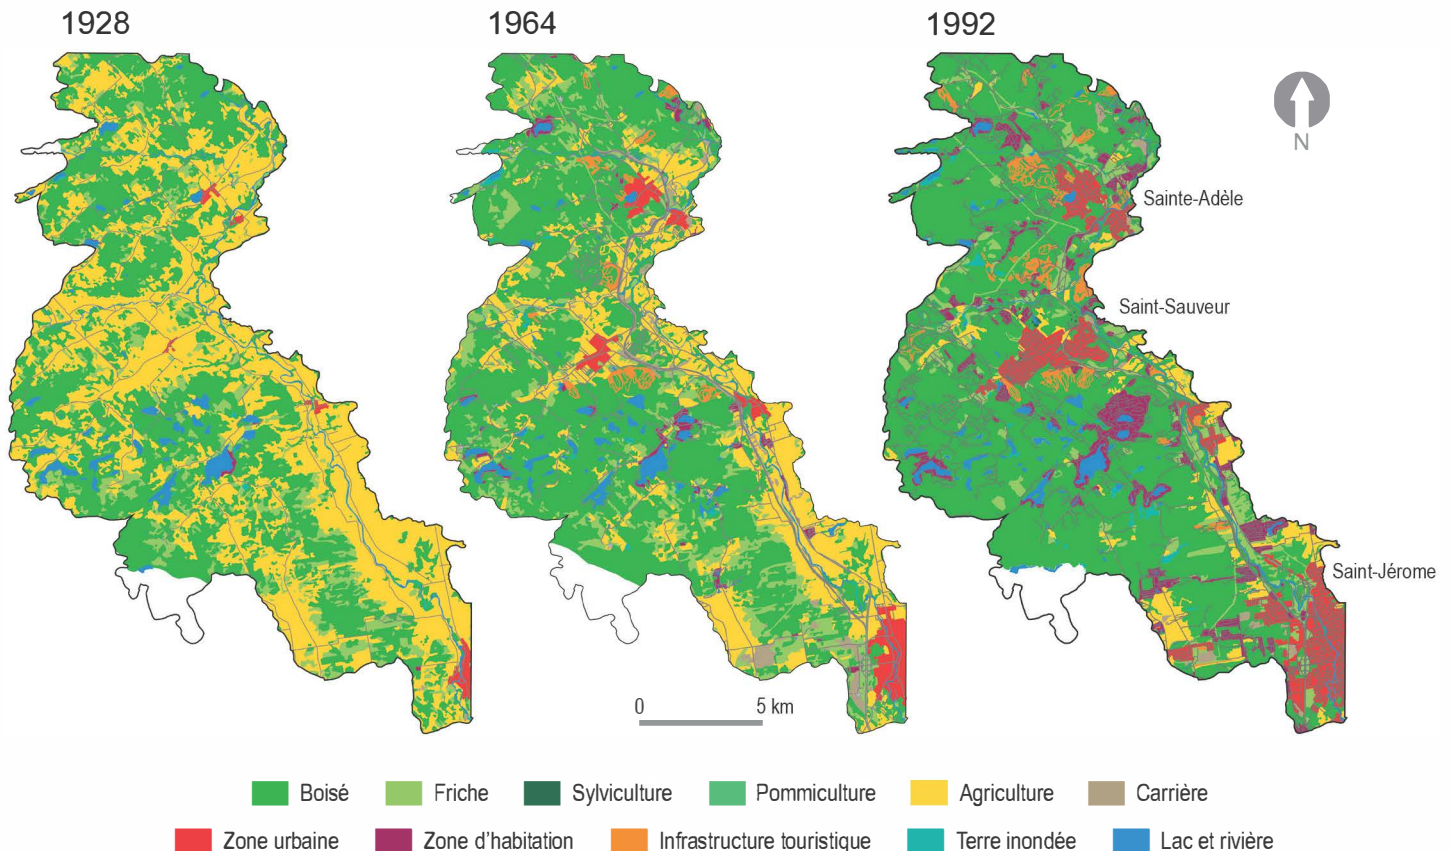 1928
1964
1992
N
Sainte-Adèle
Saint-Sauveur
Saint-Jérome
0 5 km
Boisé Friche Sylviculture Pommiculture Agriculture Carrière
Zone urbaine Zone d'habitation Infrastructure touristique Terre inondée Lac et rivière